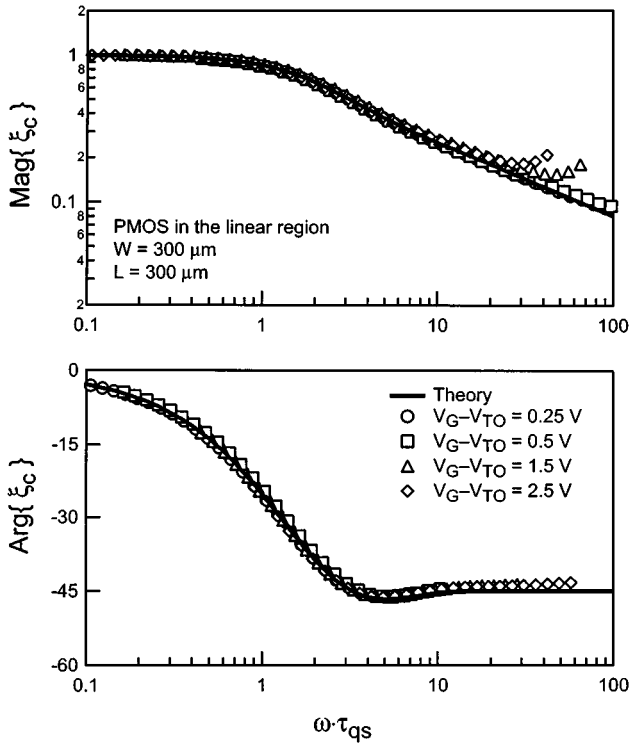 2
1
8
6
4
2
0.1
8
6
4
2
Mag{ ξc }
PMOS in the linear region
W = 300 μm
L = 300 μm
0.1
1
10
100
0
-15
-30
-45
-60
Arg{ ξc }
Theory
VG–VTO = 0.25 V
VG–VTO = 0.5 V
VG–VTO = 1.5 V
VG–VTO = 2.5 V
0.1
1
10
100
ω·τqs